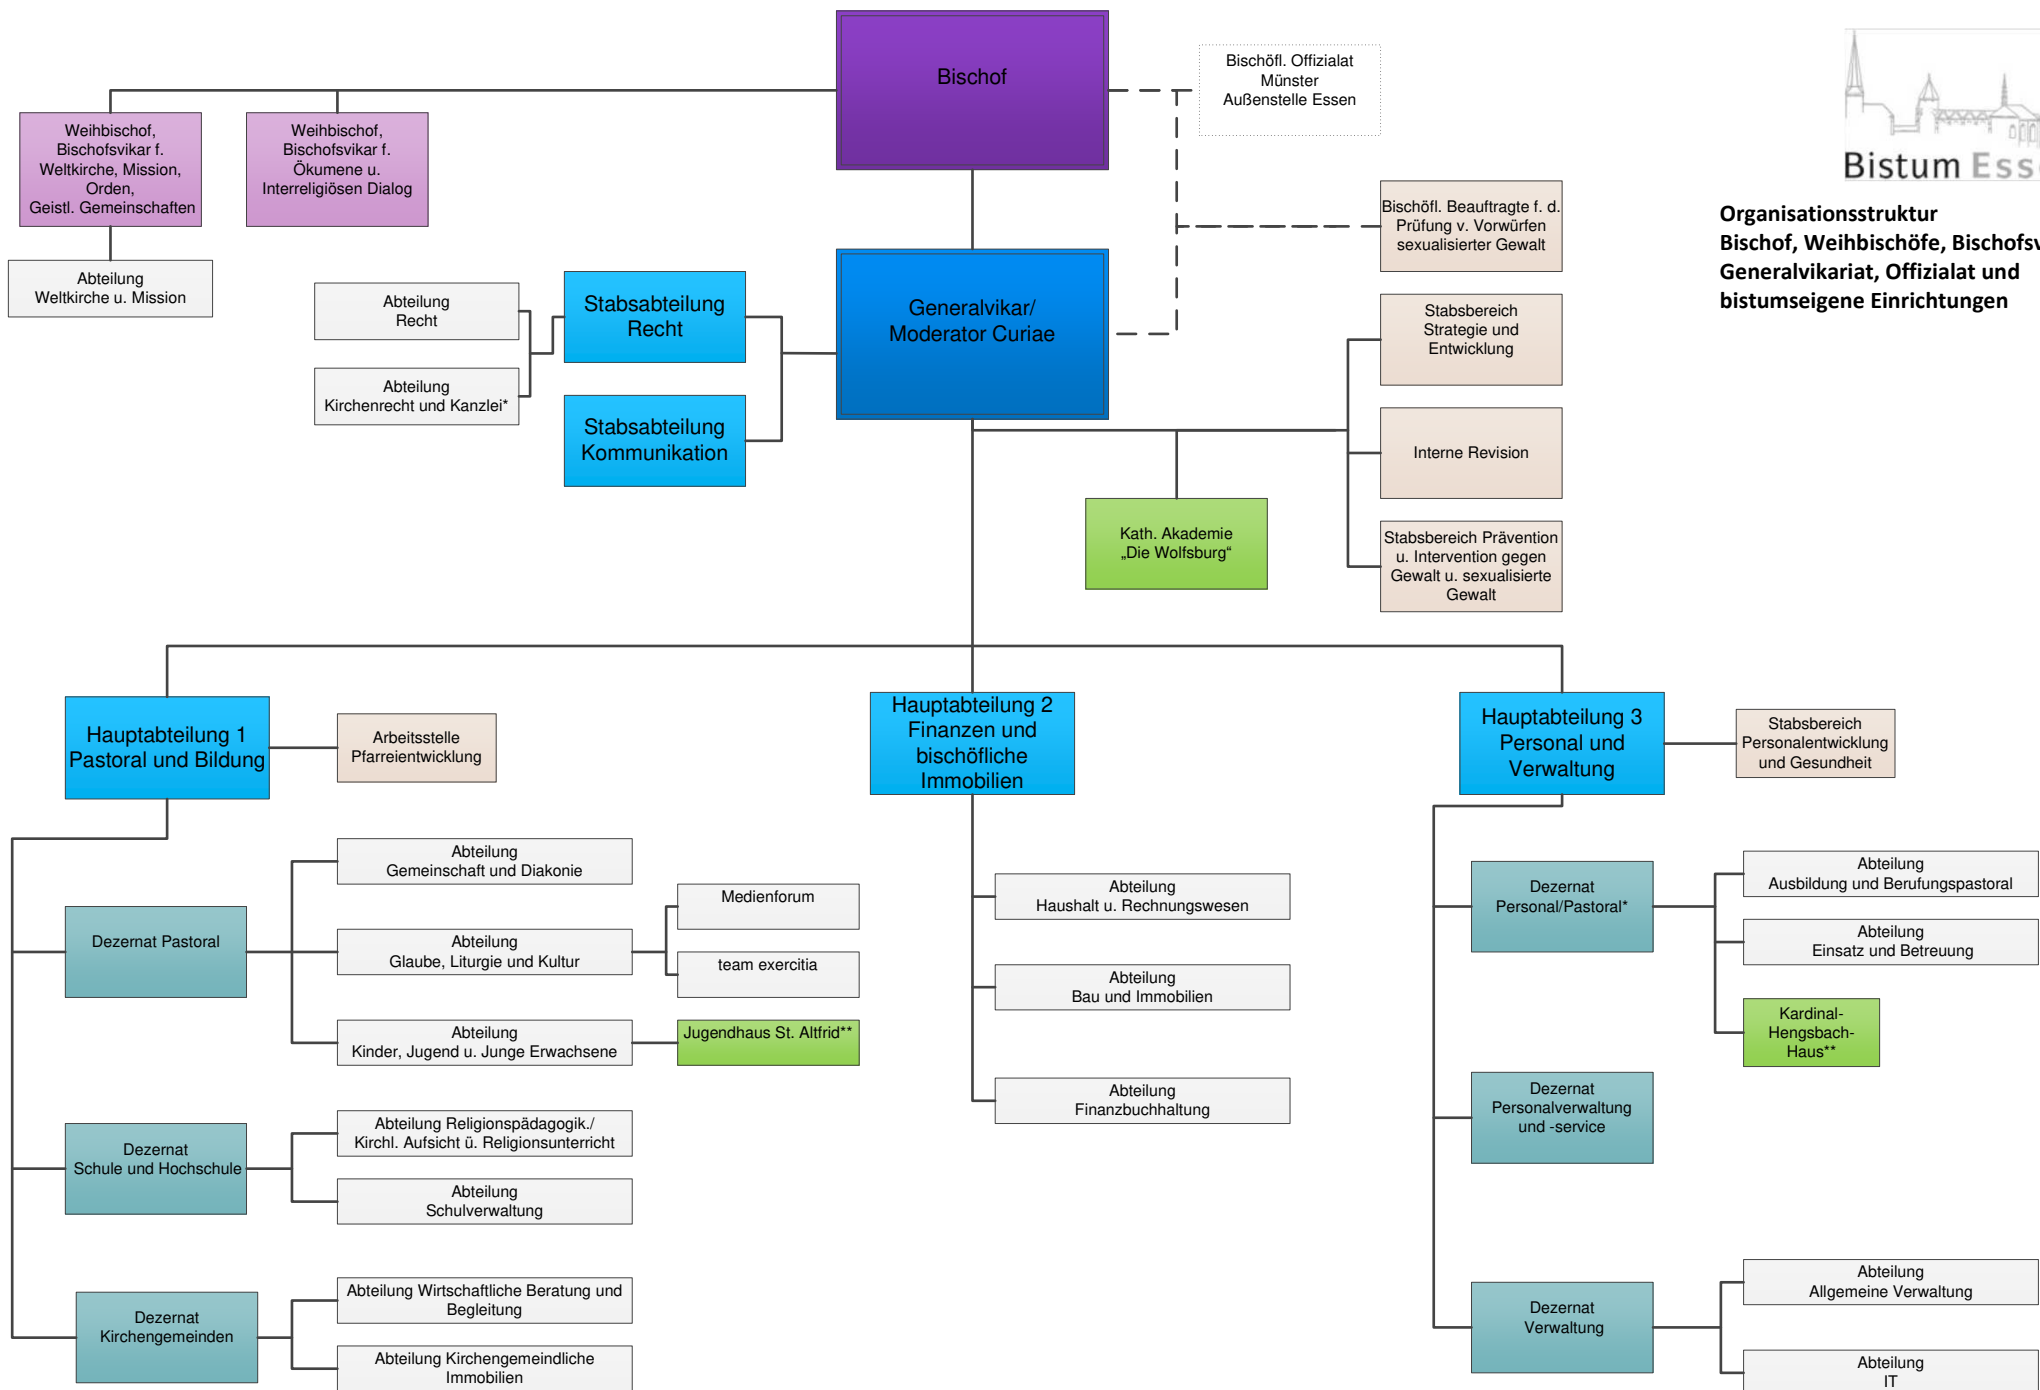 Bischof
Bischöfl. Offizialat
Münster
Außenstelle Essen
Bistum Ess
Organisationsstruktur
Bischof, Weihbischöfe, Bischofsv
Generalvikariat, Offizialat und
bistumseigene Einrichtungen
Weihbischof,
Bischofsvikar f.
Weltkirche, Mission,
Orden,
Geistl. Gemeinschaften
Weihbischof,
Bischofsvikar f.
Ökumene u.
Interreligiösen Dialog
Abteilung
Weltkirche u. Mission
Bischöfl. Beauftragte f. d.
Prüfung v. Vorwürfen
sexualisierter Gewalt
Abteilung
Recht
Abteilung
Kirchenrecht und Kanzlei*
Stabsabteilung
Recht
Stabsabteilung
Kommunikation
Generalvikar/
Moderator Curiae
Stabsbereich
Strategie und
Entwicklung
Interne Revision
Stabsbereich Prävention
u. Intervention gegen
Gewalt u. sexualisierte
Gewalt
Kath. Akademie
„Die Wolfsburg“
Hauptabteilung 1
Pastoral und Bildung
Arbeitsstelle
Pfarreientwicklung
Hauptabteilung 2
Finanzen und
bischöfliche
Immobilien
Hauptabteilung 3
Personal und
Verwaltung
Stabsbereich
Personalentwicklung
und Gesundheit
Dezernat Pastoral
Abteilung
Gemeinschaft und Diakonie
Abteilung
Glaube, Liturgie und Kultur
Medienforum
team exercitia
Abteilung
Kinder, Jugend u. Junge Erwachsene
Jugendhaus St. Altfrid**
Dezernat
Schule und Hochschule
Abteilung Religionspädagogik./
Kirchl. Aufsicht ü. Religionsunterricht
Abteilung
Schulverwaltung
Dezernat
Kirchengemeinden
Abteilung Wirtschaftliche Beratung und
Begleitung
Abteilung Kirchengemeindliche
Immobilien
Abteilung
Haushalt u. Rechnungswesen
Abteilung
Bau und Immobilien
Abteilung
Finanzbuchhaltung
Dezernat
Personal/Pastoral*
Abteilung
Ausbildung und Berufungspastoral
Abteilung
Einsatz und Betreuung
Kardinal-
Hengsbach-
Haus**
Dezernat
Personalverwaltung
und -service
Dezernat
Verwaltung
Abteilung
Allgemeine Verwaltung
Abteilung
IT